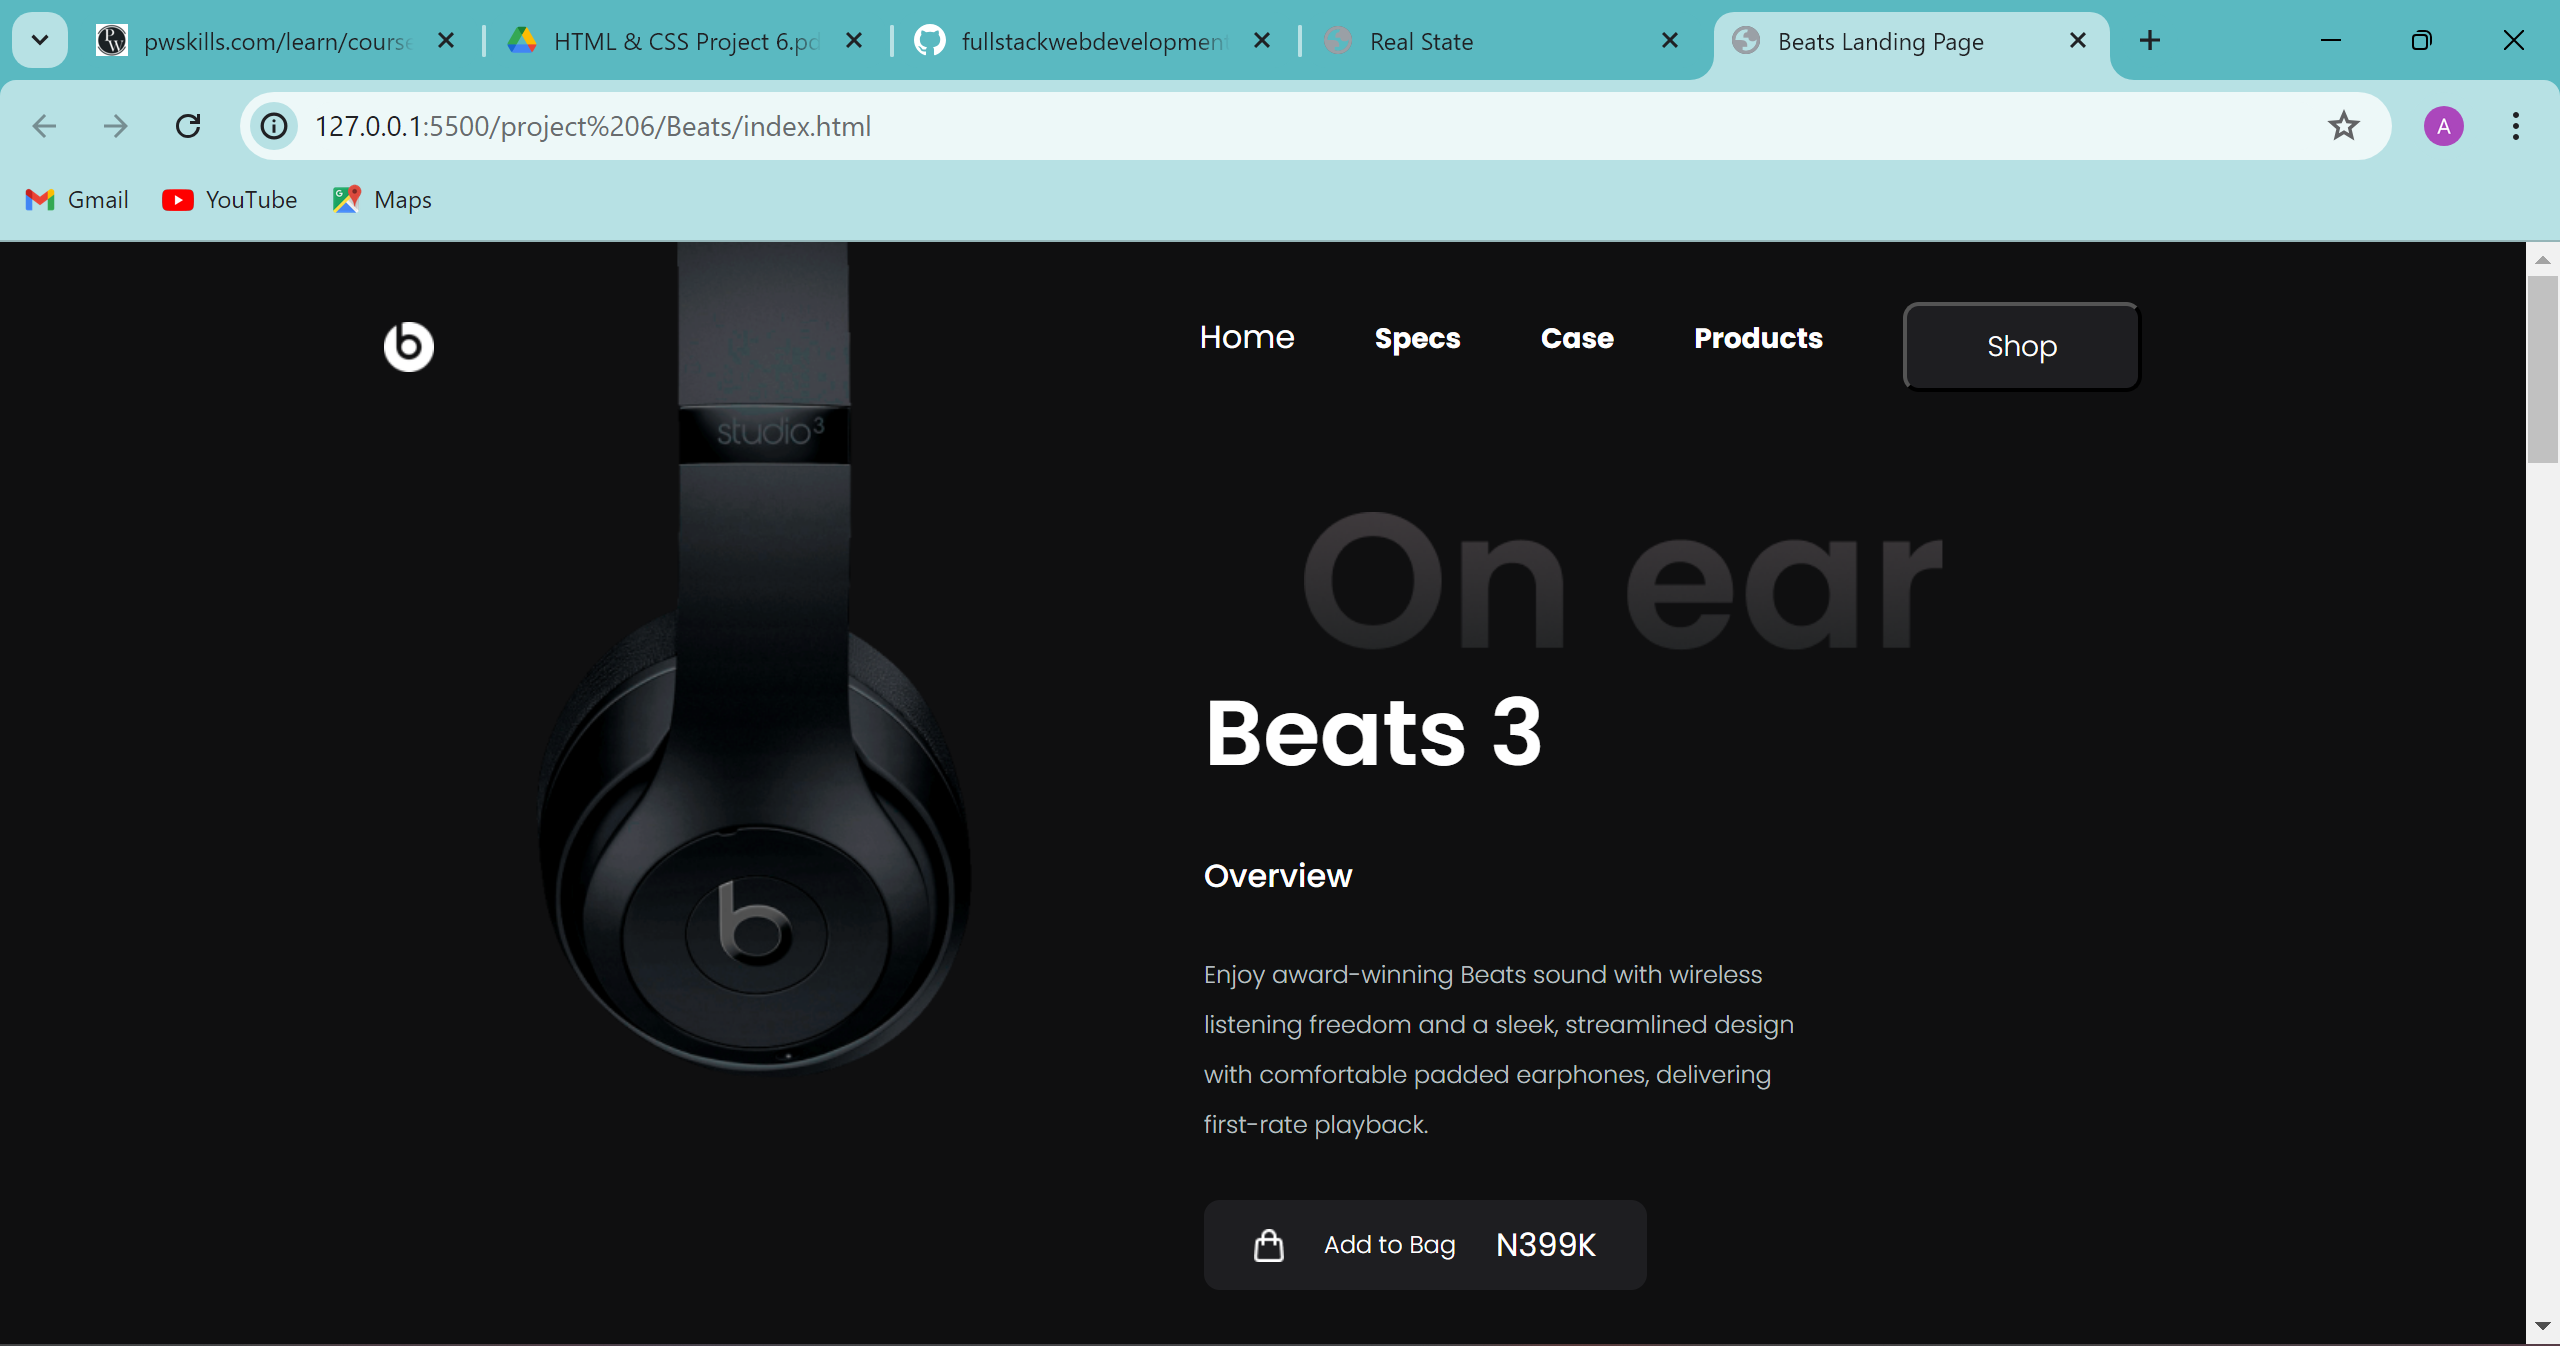 pwskills.com/learn/course
HTML & CSS Project 6.pd
fullstackwebdevelopment
Real State
Beats Landing Page
127.0.0.1:5500/project%206/Beats/index.html
A
Gmail
YouTube
Maps
b
Home
Specs
Case
Products
Shop
studio3
On ear
Beats 3
Overview
b
Enjoy award-winning Beats sound with wireless
listening freedom and a sleek, streamlined design
with comfortable padded earphones, delivering
first-rate playback.
Add to Bag N399K